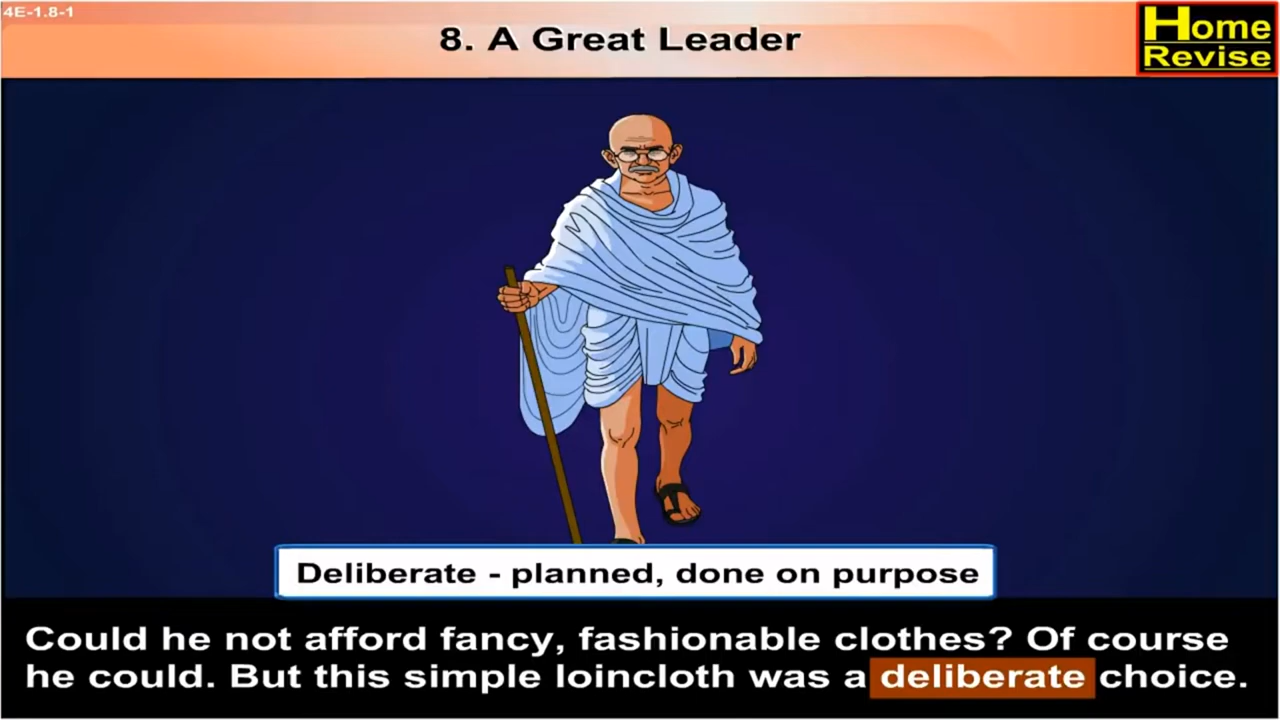 4E-1.8-1
8. A Great Leader
Home
Revise
Deliberate - planned, done on purpose
Could he not afford fancy, fashionable clothes? Of course
he could. But this simple loincloth was a deliberate choice.